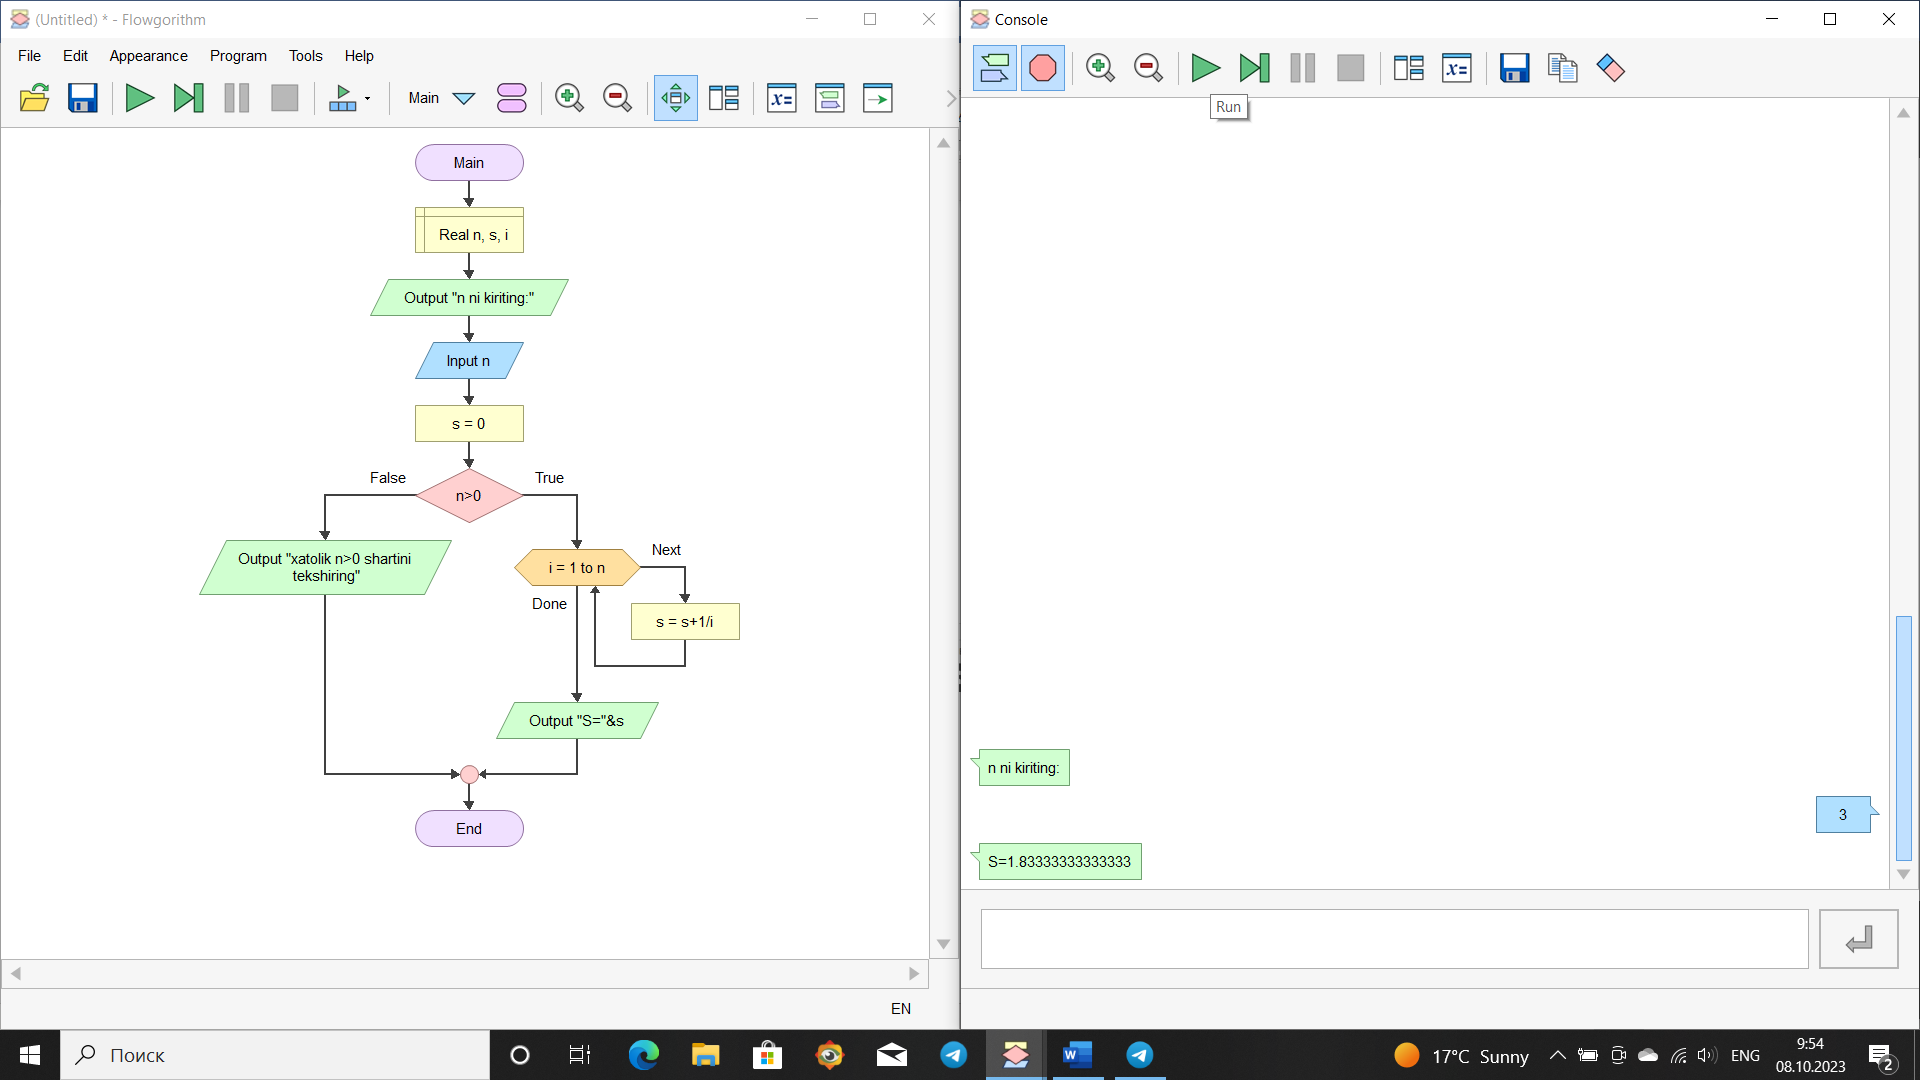 (Untitled) * - Flowgorithm
File Edit Appearance Program Tools Help
Main
Main
Real n, s, i
Output "n ni kiriting:"
Input n
s = 0
False
True
n>0
Output "xatolik n>0 shartini
tekshiring"
i = 1 to n
Next
Done
s = s+1/i
Output "S="&s
End
EN
Console
x=
x=
Run
n ni kiriting:
3
S=1.83333333333333
Поиск
W
17°C Sunny
ENG
9:54
08.10.2023
2